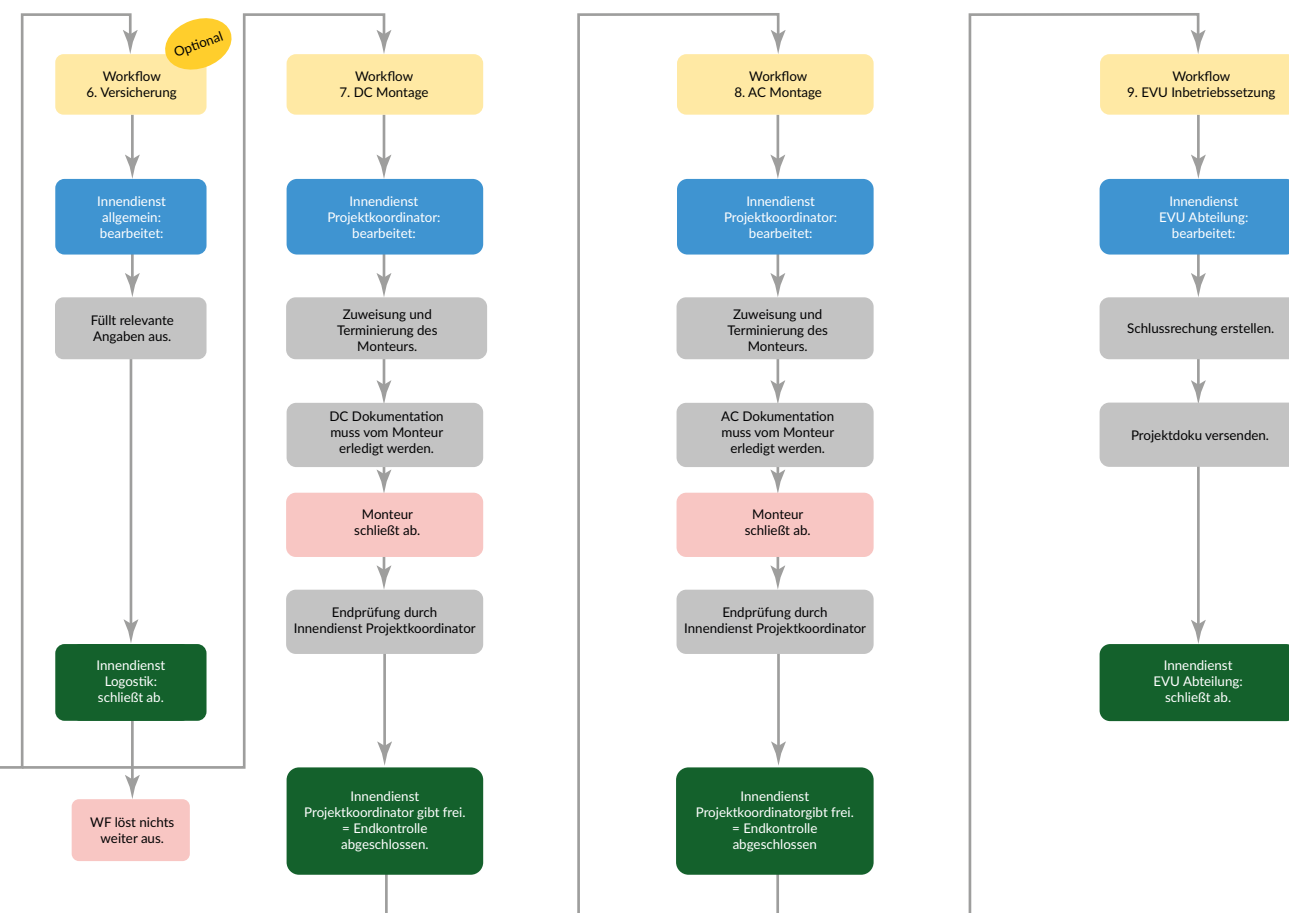 Optional
Workflow
6. Versicherung
Innendienst
allgemein:
bearbeitet:
Füllt relevante
Angaben aus.
Innendienst
Logostik:
schließt ab.
WF löst nichts
weiter aus.
Workflow
7. DC Montage
Innendienst
Projektkoordinator:
bearbeitet:
Zuweisung und
Terminierung des
Monteurs.
DC Dokumentation
muss vom Monteur
erledigt werden.
Monteur
schließt ab.
Endprüfung durch
Innendienst Projektkoordinator
Innendienst
Projektkoordinator gibt frei.
= Endkontrolle
abgeschlossen.
Workflow
8. AC Montage
Innendienst
Projektkoordinator:
bearbeitet:
Zuweisung und
Terminierung des
Monteurs.
AC Dokumentation
muss vom Monteur
erledigt werden.
Monteur
schließt ab.
Endprüfung durch
Innendienst Projektkoordinator
Innendienst
Projektkoordinatorgibt frei.
= Endkontrolle
abgeschlossen
Workflow
9. EVU Inbetriebssetzung
Innendienst
EVU Abteilung:
bearbeitet:
Schlussrechung erstellen.
Projektdoku versenden.
Innendienst
EVU Abteilung:
schließt ab.